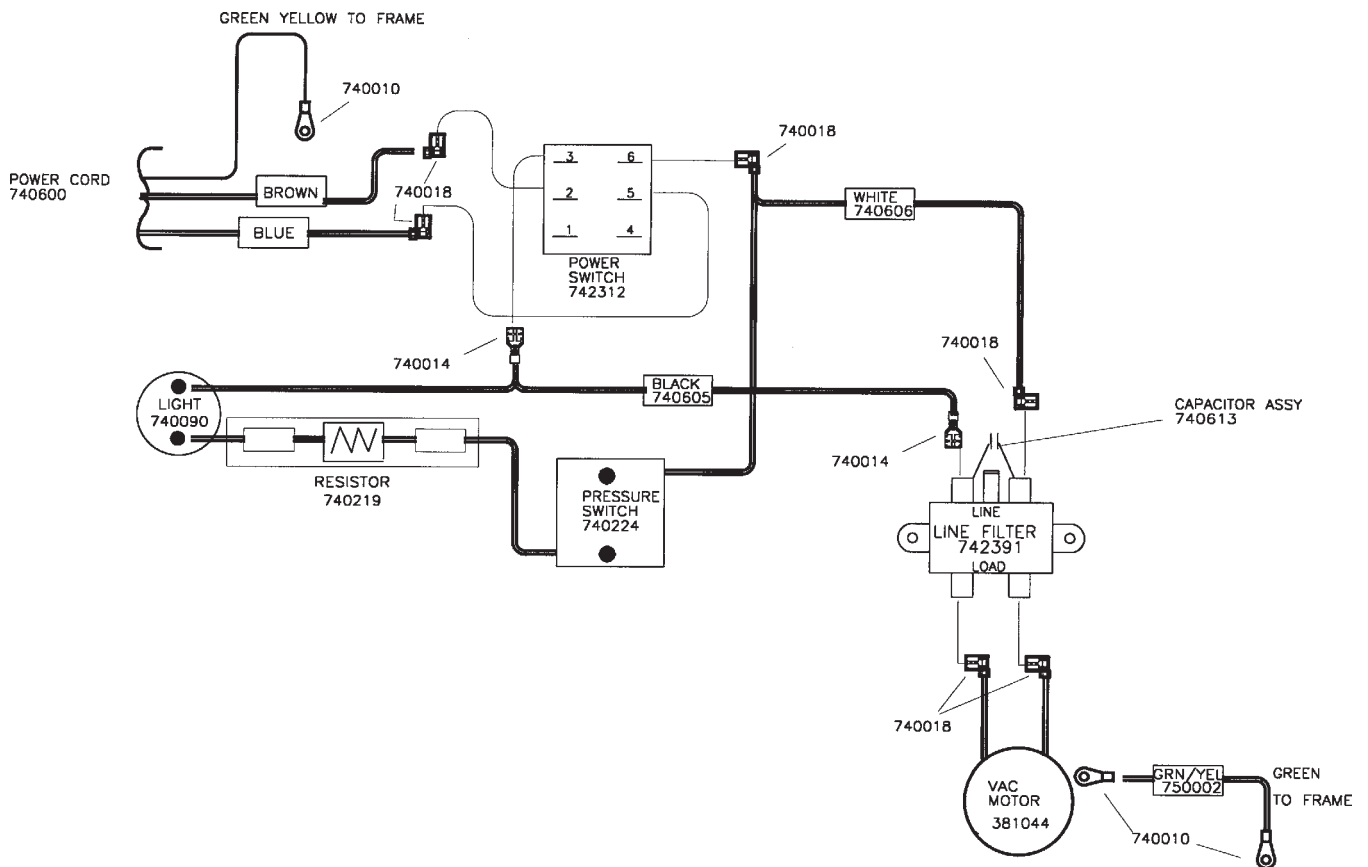 GREEN YELLOW TO FRAME
740010
740018
3 6
POWER CORD
740600
BROWN
740018
2 5
WHITE
740606
BLUE
1 4
POWER
SWITCH
742312
740014
740018
BLACK
740605
LIGHT
740090
CAPACITOR ASSY
740613
740014
RESISTOR
740219
PRESSURE
SWITCH
740224
LINE
LINE FILTER
742391
LOAD
740018
VAC
MOTOR
381044
GRN/YEL
750002
GREEN
TO FRAME
740010